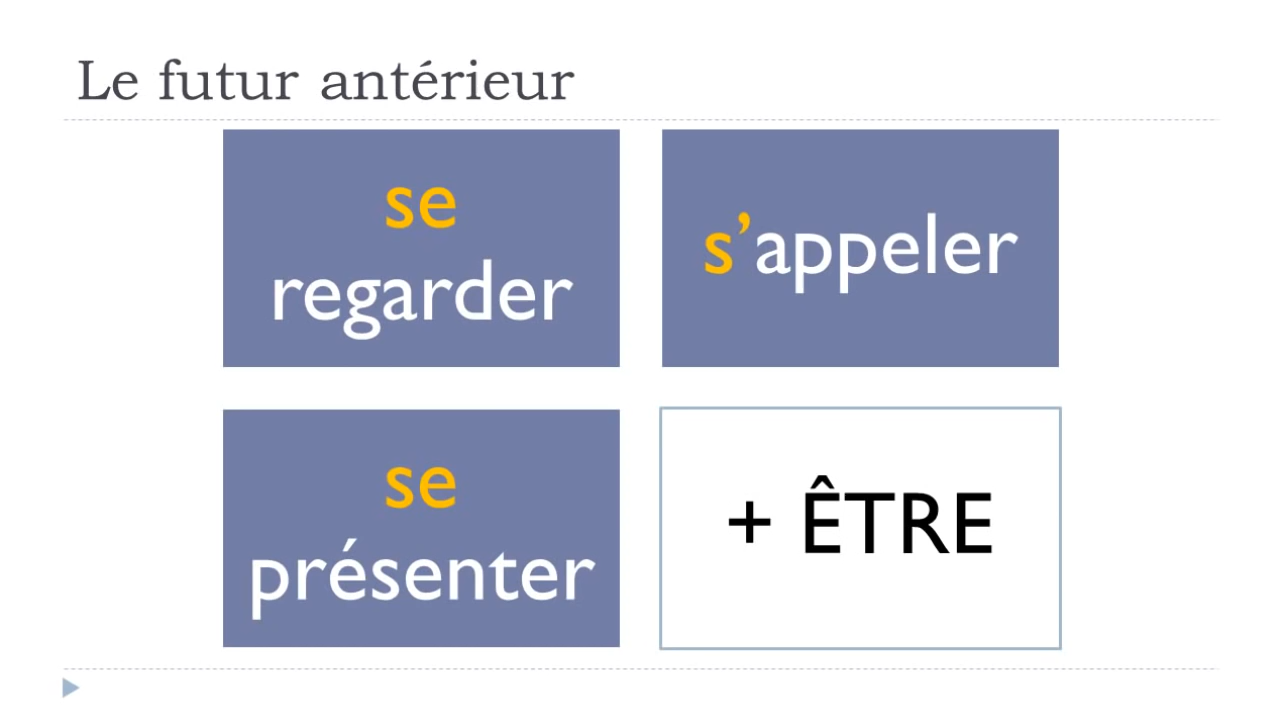 Le futur antérieur
se
regarder
s’appeler
se
présenter
+ ÊTRE